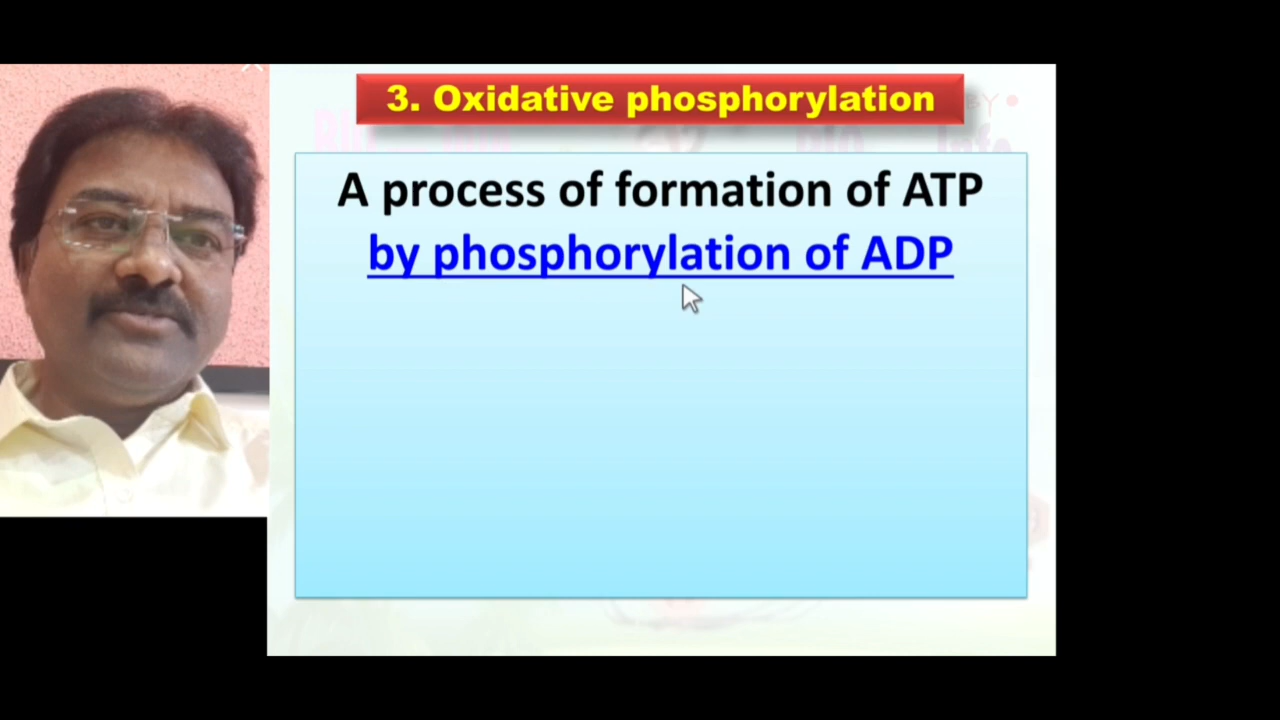 3. Oxidative phosphorylation
A process of formation of ATP
by phosphorylation of ADP